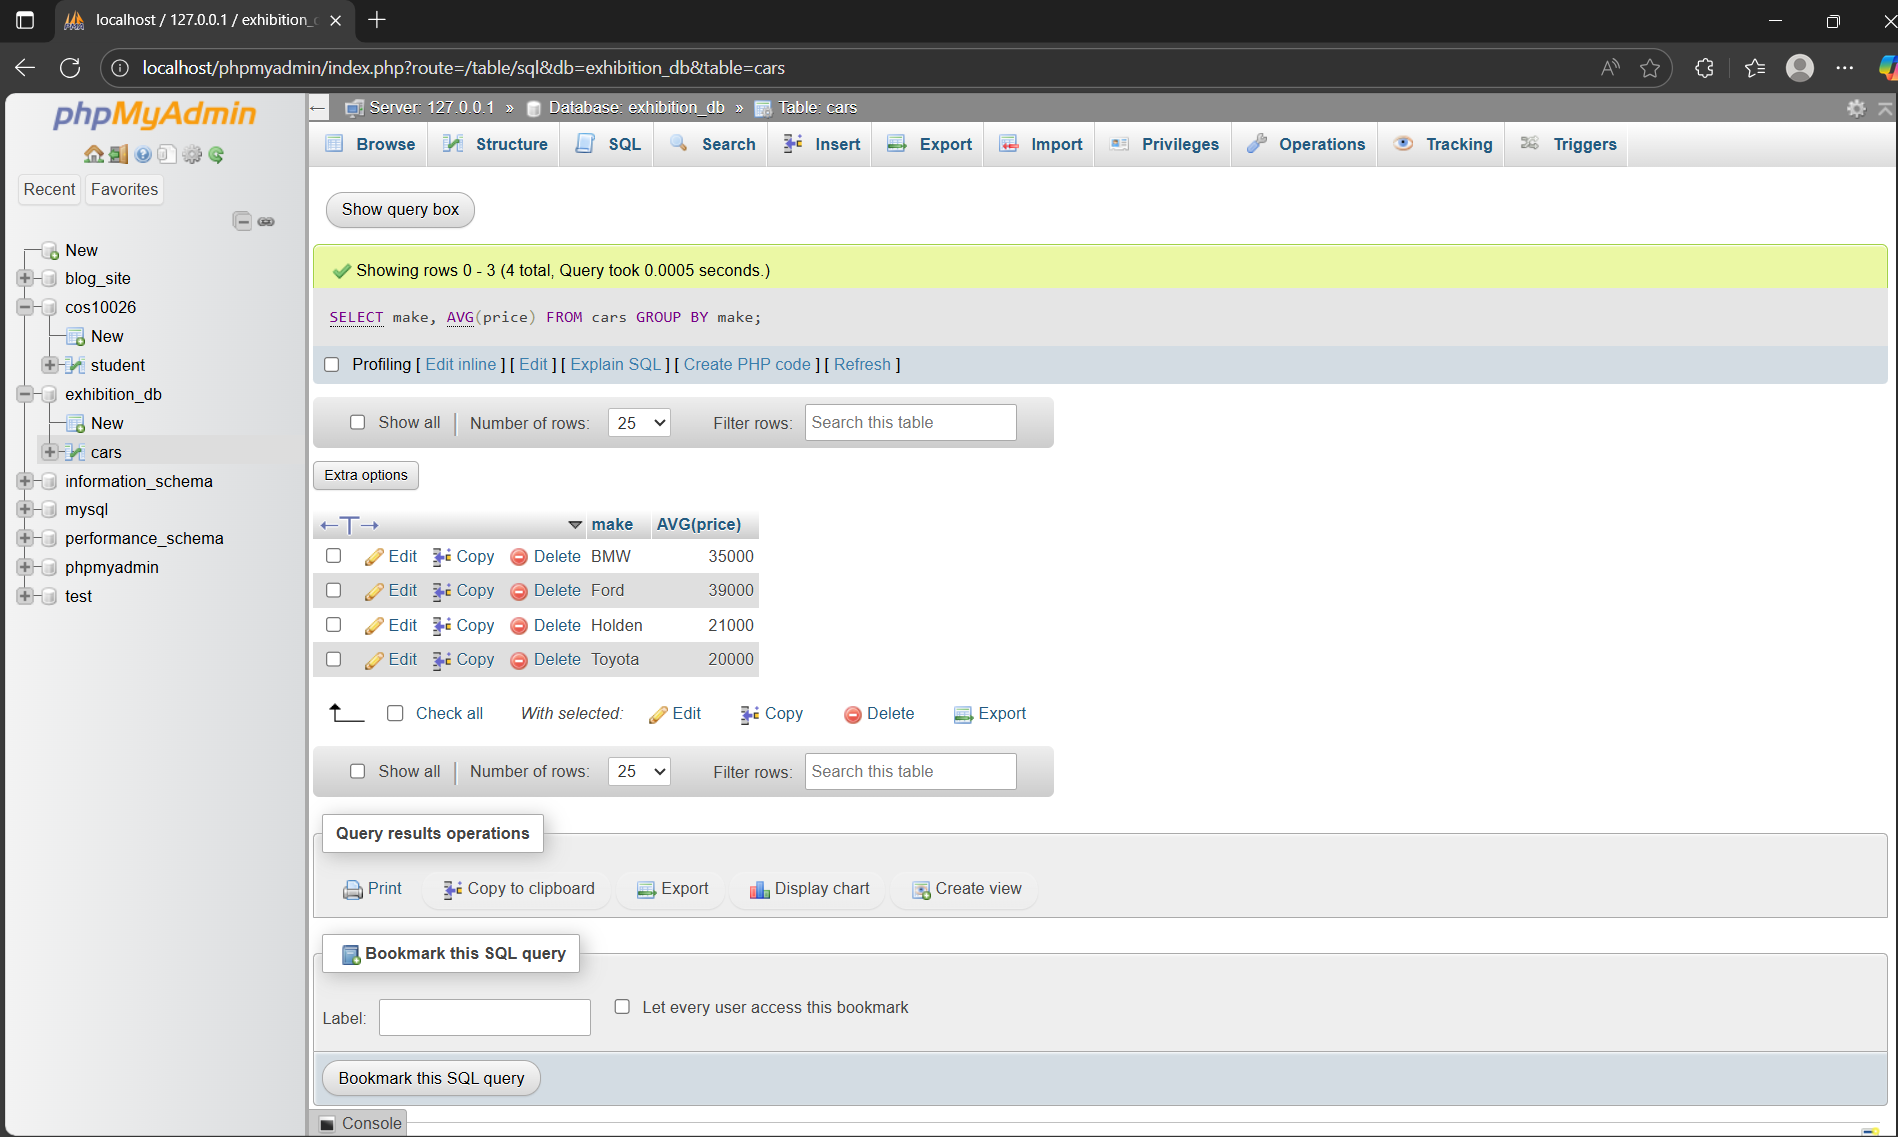 localhost / 127.0.0.1 / exhibition_
localhost/phpmyadmin/index.php?route=/table/sql&db=exhibition_db&table=cars
phpMyAdmin
Recent Favorites
New
blog_site
cos10026
New
student
exhibition_db
New
cars
information_schema
mysql
performance_schema
phpmyadmin
test
Server: 127.0.0.1 » Database: exhibition_db » Table: cars
Browse Structure SQL Search Insert Export Import Privileges Operations Tracking Triggers
Show query box
Showing rows 0 - 3 (4 total, Query took 0.0005 seconds.)
SELECT make, AVG(price) FROM cars GROUP BY make;
Profiling [ Edit inline ] [ Edit ] [ Explain SQL ] [ Create PHP code ] [ Refresh ]
Show all | Number of rows: 25 Filter rows: Search this table
Extra options
←T→ make AVG(price)
Edit Copy Delete BMW 35000
Edit Copy Delete Ford 39000
Edit Copy Delete Holden 21000
Edit Copy Delete Toyota 20000
Check all With selected: Edit Copy Delete Export
Show all | Number of rows: 25 Filter rows: Search this table
Query results operations
Print Copy to clipboard Export Display chart Create view
Bookmark this SQL query
Label: Let every user access this bookmark
Bookmark this SQL query
Console